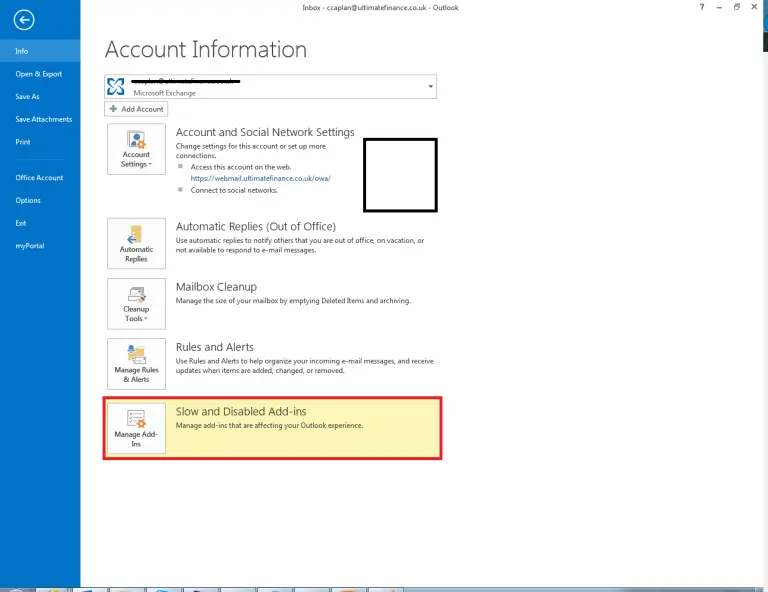 Inbox - ccaplan@ultimatefinance.co.uk - Outlook
?
Info
Open & Export
Save As
Save Attachments
Print
Office Account
Options
Exit
myPortal
Account Information
Microsoft Exchange
Add Account
Account
Settings
Account and Social Network Settings
Change settings for this account or set up more
connections.
Access this account on the web.
https://webmail.ultimatefinance.co.uk/owa/
Connect to social networks.
Automatic
Replies
Automatic Replies (Out of Office)
Use automatic replies to notify others that you are out of office, on vacation, or
not available to respond to e-mail messages.
Cleanup
Tools
Mailbox Cleanup
Manage the size of your mailbox by emptying Deleted Items and archiving.
Manage Rules
& Alerts
Rules and Alerts
Use Rules and Alerts to help organize your incoming e-mail messages, and receive
updates when items are added, changed, or removed.
Manage Add-
Ins
Slow and Disabled Add-ins
Manage add-ins that are affecting your Outlook experience.